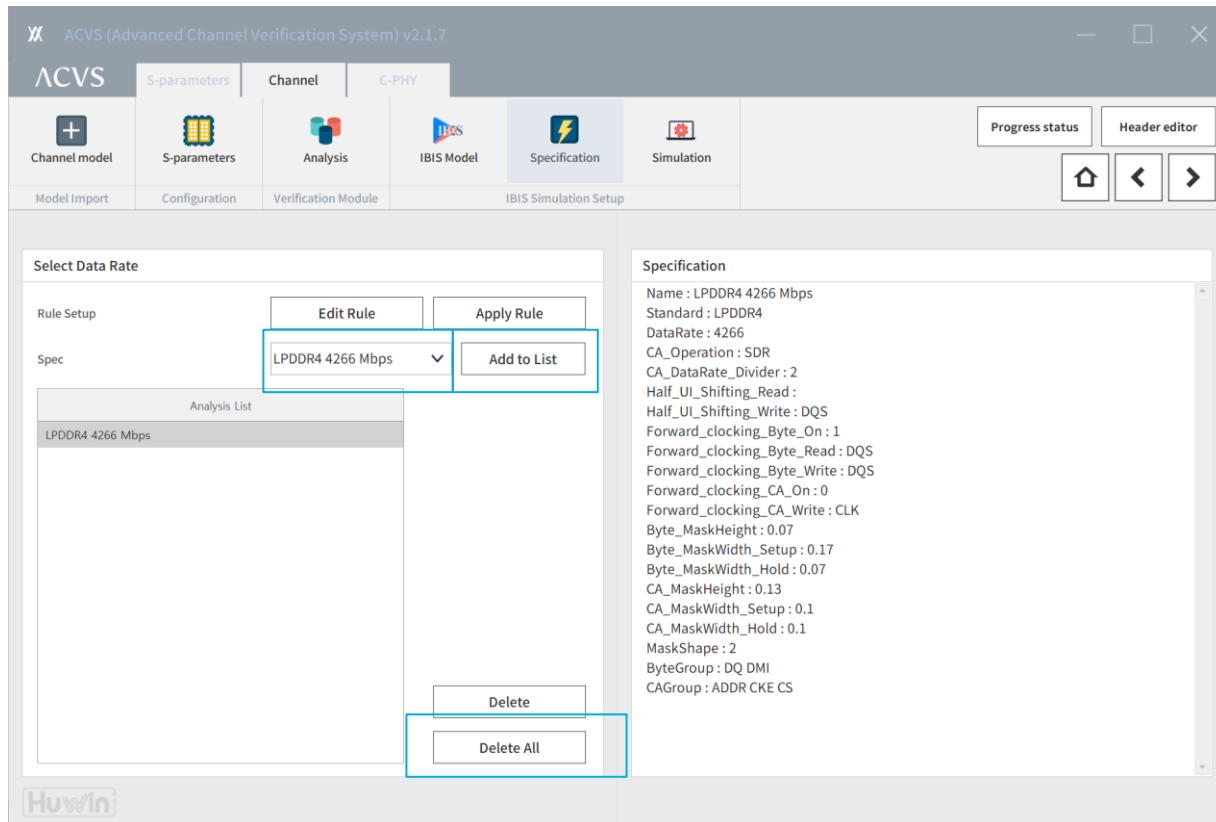 ACVS (Advanced Channel Verification System) v2.1.7
ACVS
S-parameters
Channel
C-PHY
Channel model
S-parameters
Analysis
IBIS
IBIS Model
Specification
Simulation
Progress status
Header editor
Model Import
Configuration
Verification Module
IBIS Simulation Setup
Select Data Rate
Rule Setup
Edit Rule
Apply Rule
Spec
LPDDR4 4266 Mbps
Add to List
Analysis List
LPDDR4 4266 Mbps
Delete
Delete All
Specification
Name : LPDDR4 4266 Mbps
Standard : LPDDR4
DataRate : 4266
CA_Operation : SDR
CA_DataRate_Divider : 2
Half_UI_Shifting_Read :
Half_UI_Shifting_Write : DQS
Forward_clocking_Byte_On : 1
Forward_clocking_Byte_Read : DQS
Forward_clocking_Byte_Write : DQS
Forward_clocking_CA_On : 0
Forward_clocking_CA_Write : CLK
Byte_MaskHeight : 0.07
Byte_MaskWidth_Setup : 0.17
Byte_MaskWidth_Hold : 0.07
CA_MaskHeight : 0.13
CA_MaskWidth_Setup : 0.1
CA_MaskWidth_Hold : 0.1
MaskShape : 2
ByteGroup : DQ DMI
CAGroup : ADDR CKE CS
Huwin